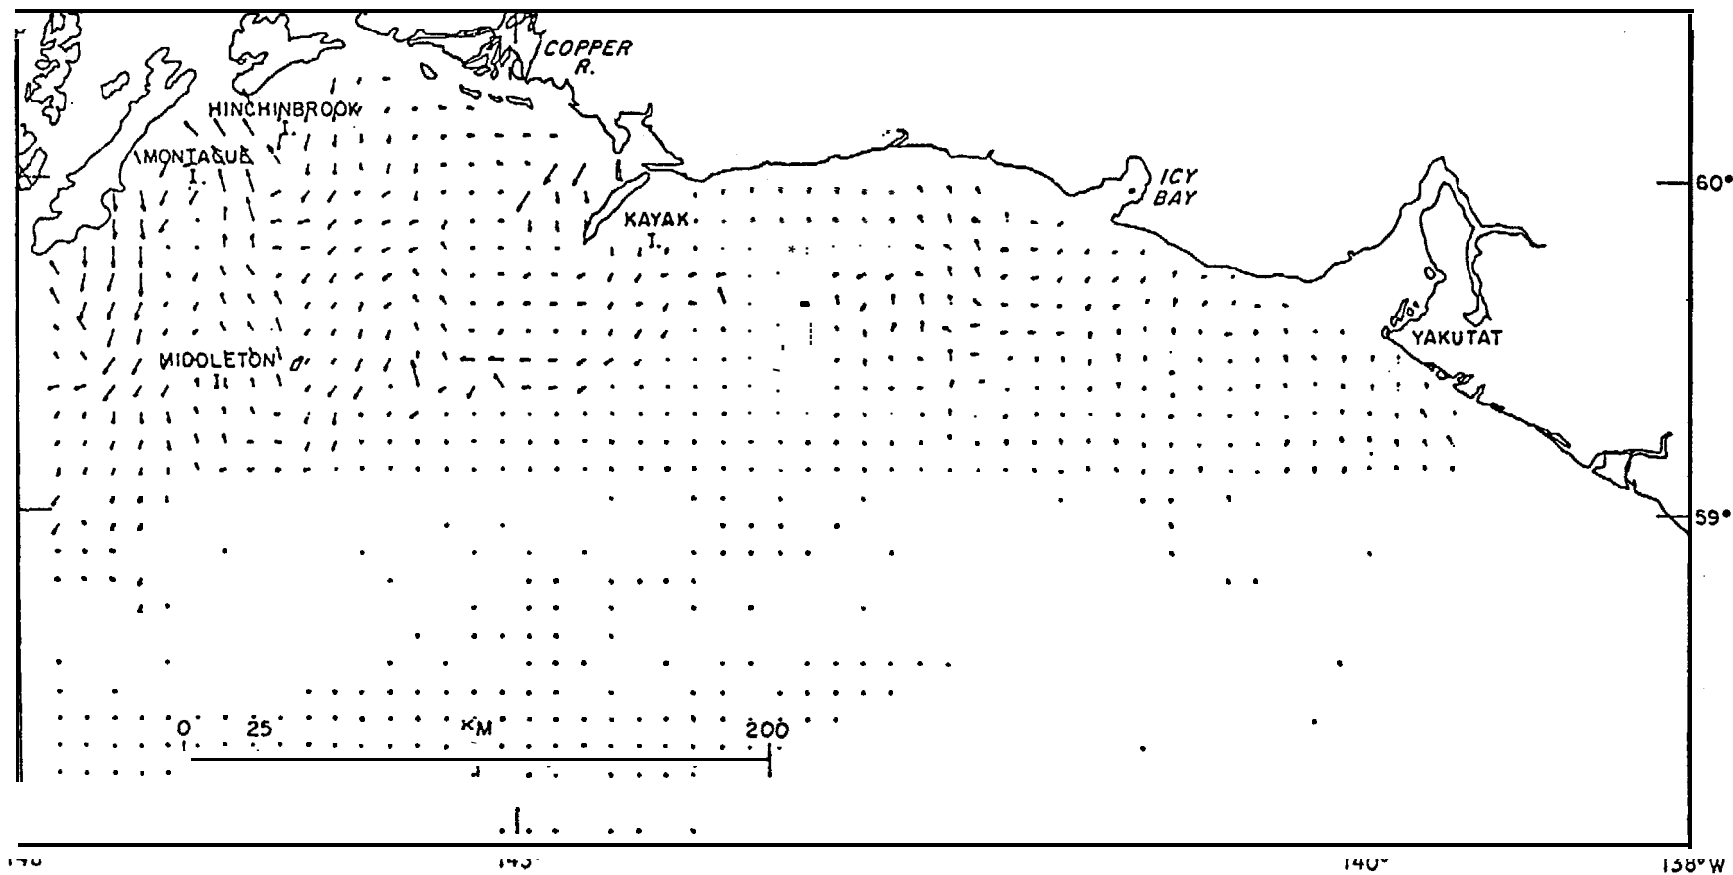 COPPER
R.
HINCHINBROOK
I.
MONTAGUE
I.
ICY
BAY
60°
KAYAK
I.
YAKUTAT
MIDDLETON
I.
59°
0 25 KM 200
140°
138°W